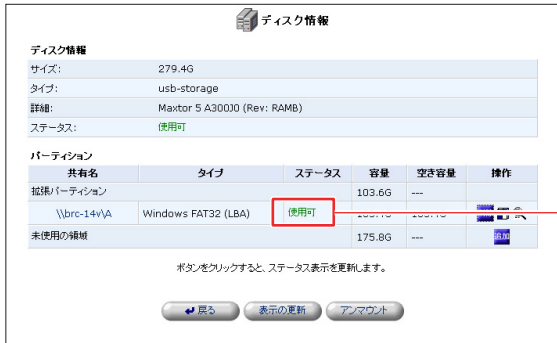 ディスク情報
ディスク情報
サイズ: 279.4G
タイプ: usb-storage
詳細: Maxtor 5 A300J0 (Rev: RAMB)
ステータス: 使用可
パーティション
共有名 タイプ ステータス 容量 空き容量 操作
拡張パーティション 103.6G ---
\\brc-14v\A Windows FAT32 (LBA) 使用可
未使用の領域 175.8G --- 追加
ボタンをクリックすると、ステータス表示を更新します。
戻る 表示の更新 アンマウント